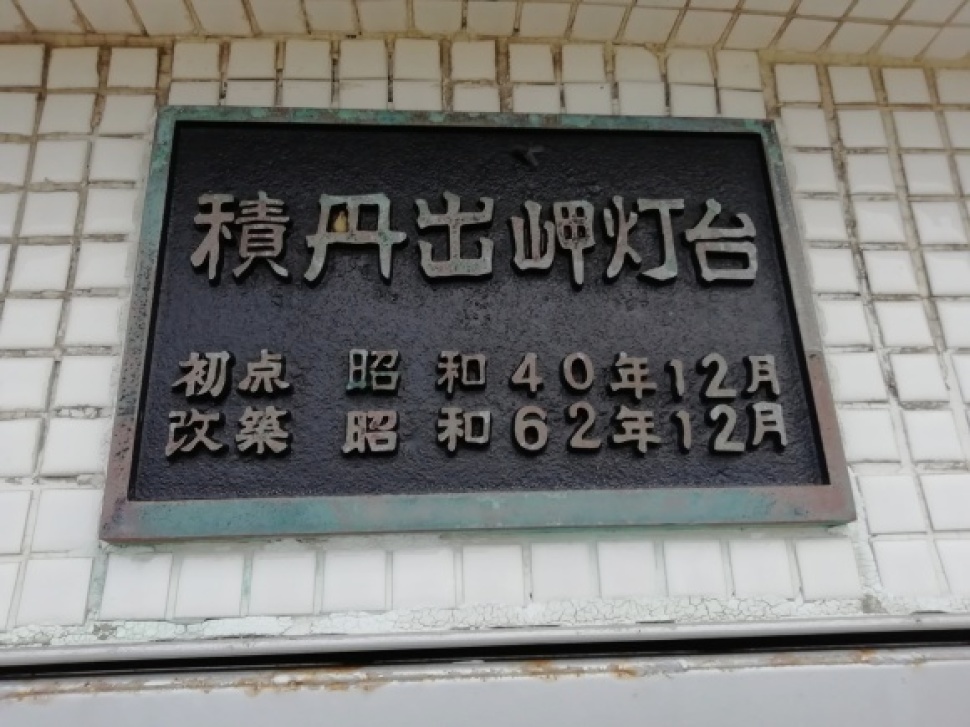 積丹出岬灯台
初点 昭和40年12月
改築 昭和62年12月